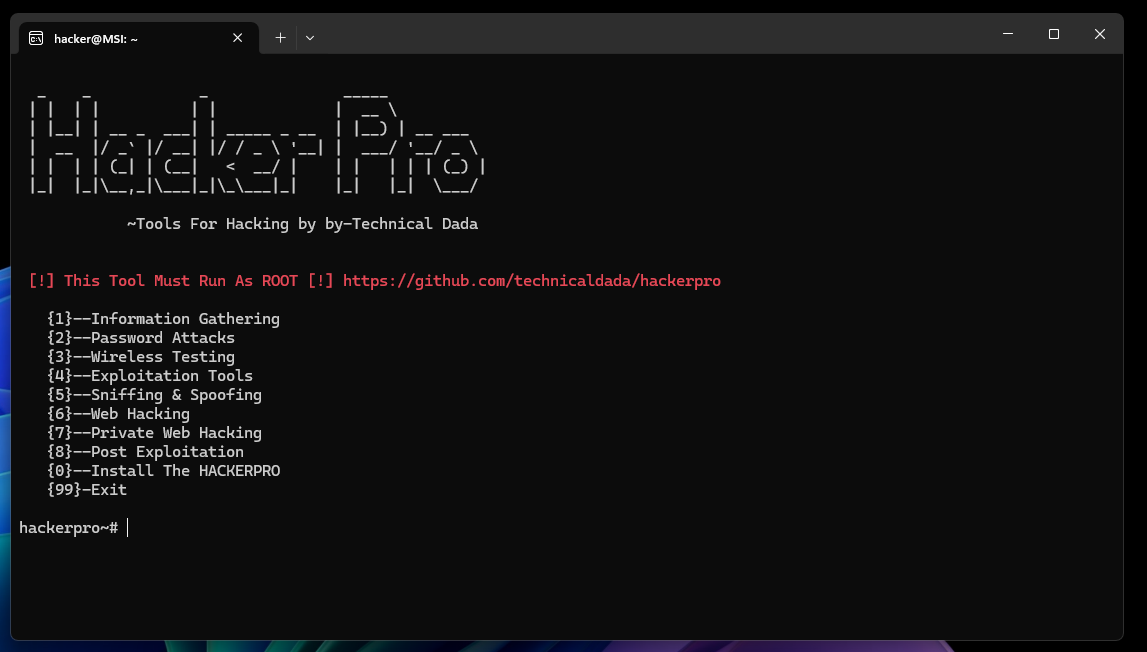 hacker@MSI: ~
Hacker Pro
~Tools For Hacking by by-Technical Dada
[!] This Tool Must Run As ROOT [!] https://github.com/technicaldada/hackerpro
{1}--Information Gathering
{2}--Password Attacks
{3}--Wireless Testing
{4}--Exploitation Tools
{5}--Sniffing & Spoofing
{6}--Web Hacking
{7}--Private Web Hacking
{8}--Post Exploitation
{0}--Install The HACKERPRO
{99}-Exit
hackerpro~#